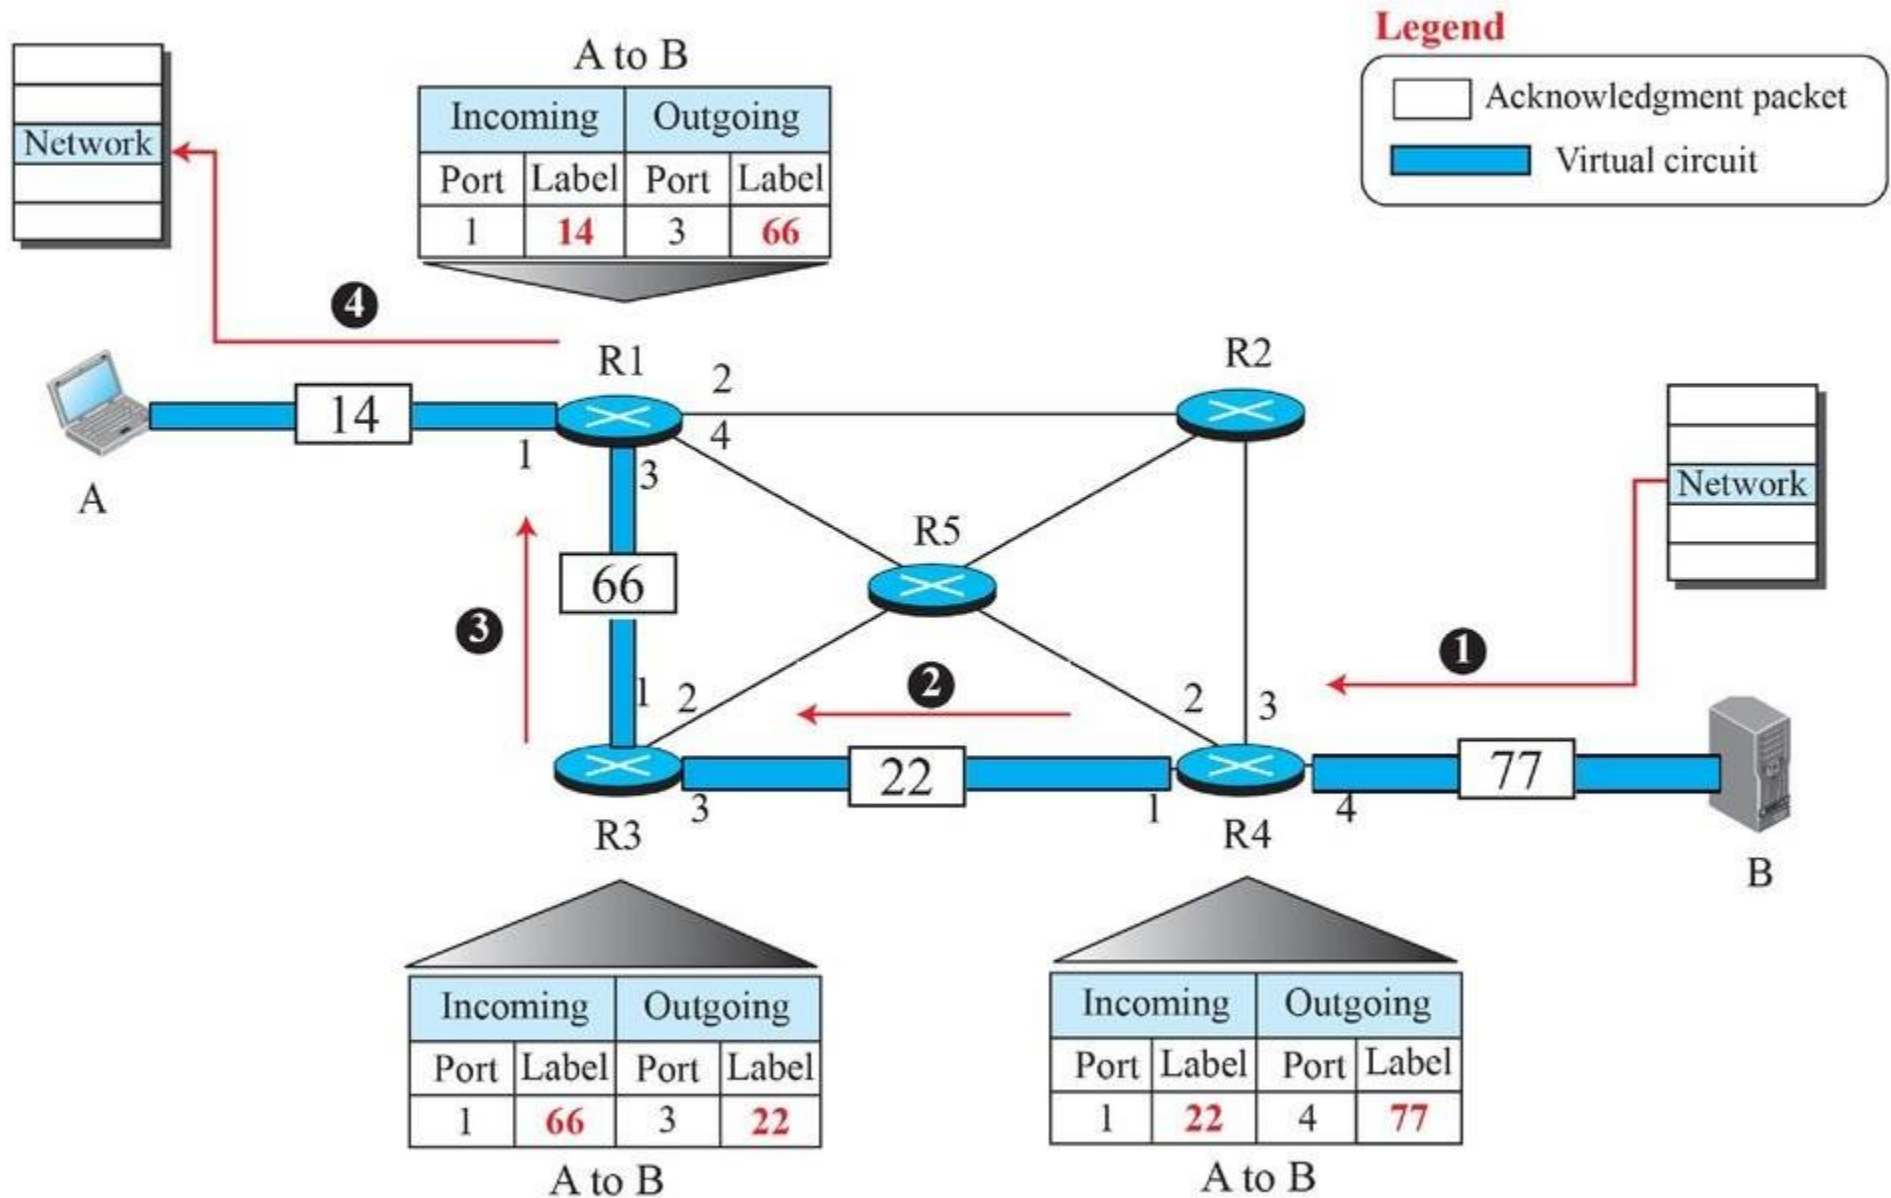 Legend
Acknowledgment packet
Virtual circuit
A to B
Incoming Outgoing
Port Label Port Label
1 14 3 66
Network
4
R1
R2
2
14
4
1
3
A
Network
R5
66
3
1
2
1
2
2
3
22
77
3
1
4
R3
R4
B
Incoming Outgoing
Port Label Port Label
1 66 3 22
A to B
Incoming Outgoing
Port Label Port Label
1 22 4 77
A to B